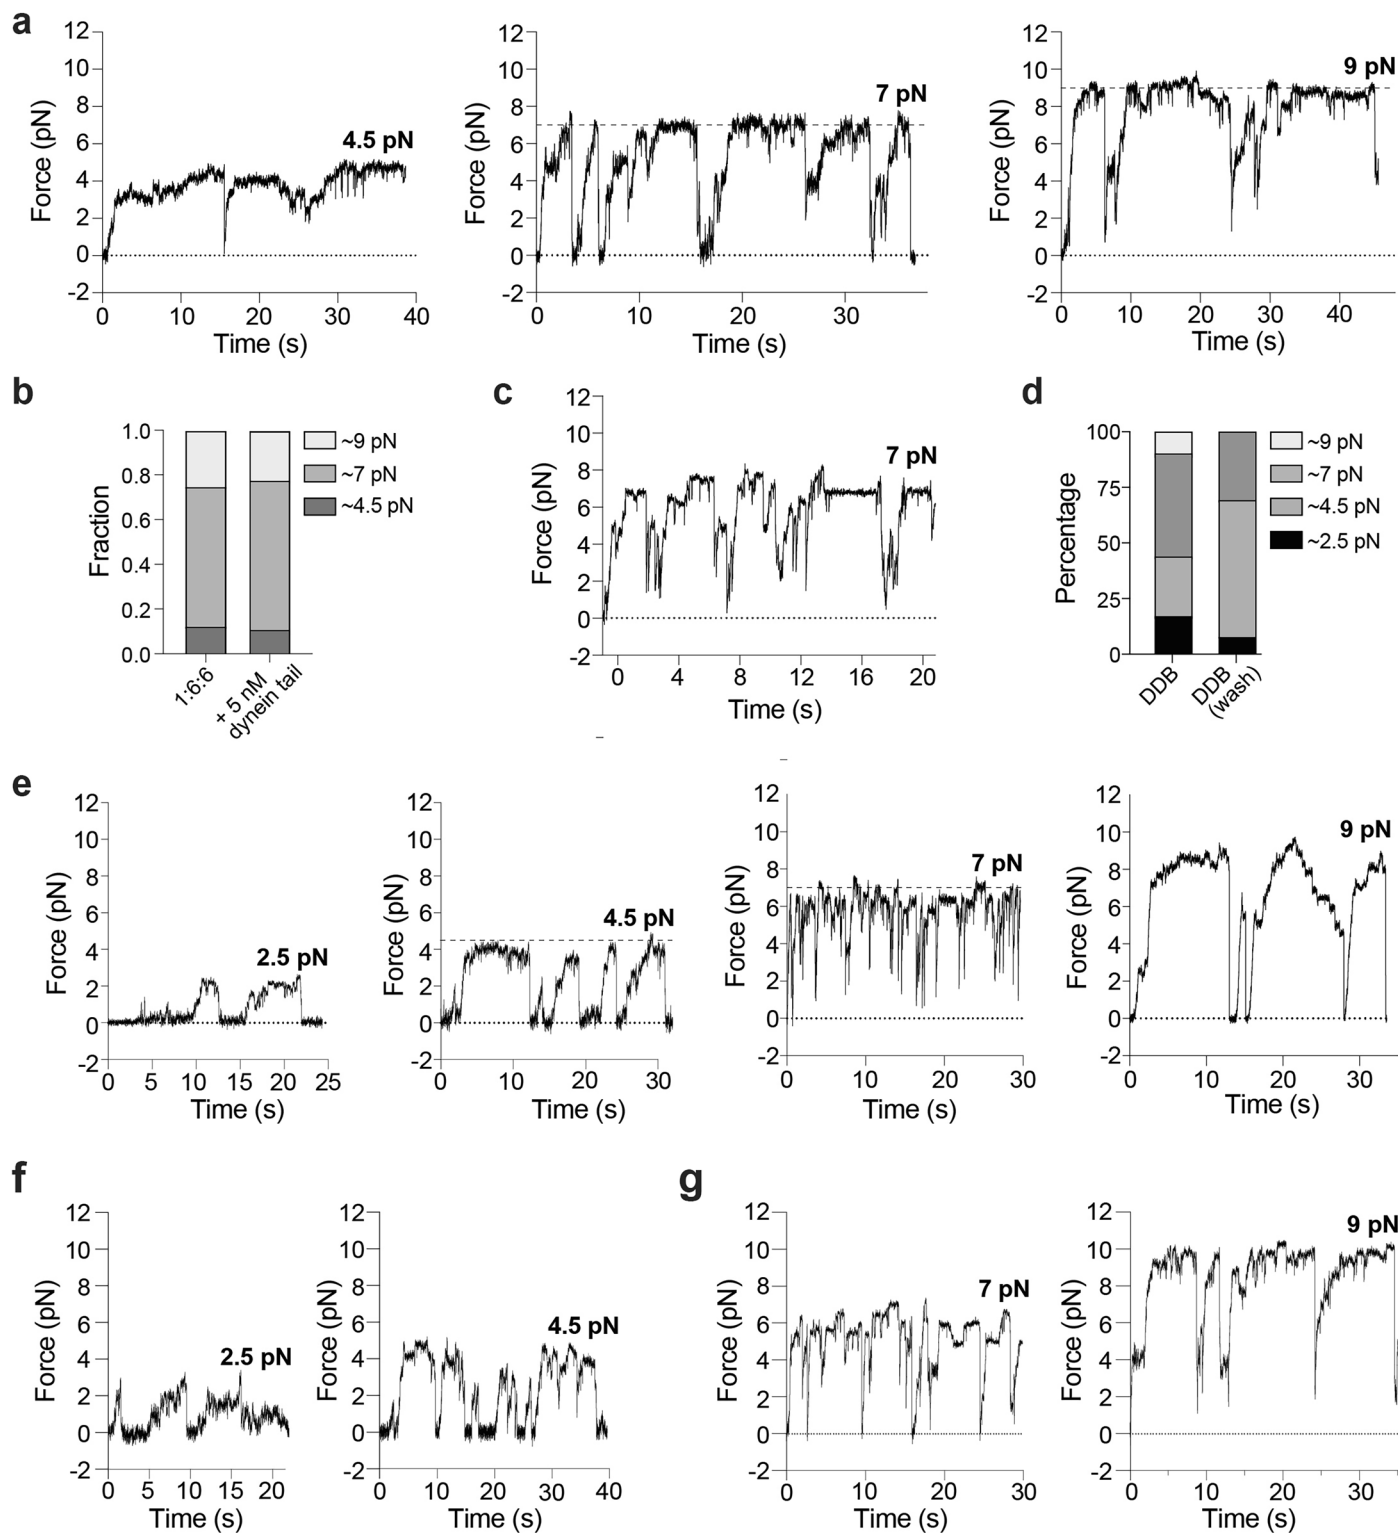 a
12
10
8
6
4
2
0
-2
Force (pN)
4.5 pN
0 10 20 30 40
Time (s)
12
10
8
6
4
2
0
-2
Force (pN)
7 pN
0 10 20 30
Time (s)
12
10
8
6
4
2
0
-2
Force (pN)
9 pN
0 10 20 30 40
Time (s)
b
1.0
0.8
0.6
0.4
0.2
0.0
Fraction
~9 pN
~7 pN
~4.5 pN
1:6:6
+ 5 nM
dynein tail
c
12
10
8
6
4
2
0
-2
Force (pN)
7 pN
0 4 8 12 16 20
Time (s)
d
100
75
50
25
0
Percentage
~9 pN
~7 pN
~4.5 pN
~2.5 pN
DDB
DDB
(wash)
e
12
10
8
6
4
2
0
-2
Force (pN)
2.5 pN
0 5 10 15 20 25
Time (s)
12
10
8
6
4
2
0
-2
Force (pN)
4.5 pN
0 10 20 30
Time (s)
12
10
8
6
4
2
0
-2
Force (pN)
7 pN
0 10 20 30
Time (s)
12
10
8
6
4
2
0
-2
Force (pN)
9 pN
0 10 20 30
Time (s)
f
12
10
8
6
4
2
0
-2
Force (pN)
2.5 pN
0 5 10 15 20
Time (s)
12
10
8
6
4
2
0
-2
Force (pN)
4.5 pN
0 10 20 30 40
Time (s)
g
12
10
8
6
4
2
0
-2
Force (pN)
7 pN
0 10 20 30
Time (s)
12
10
8
6
4
2
0
-2
Force (pN)
9 pN
0 10 20 30
Time (s)